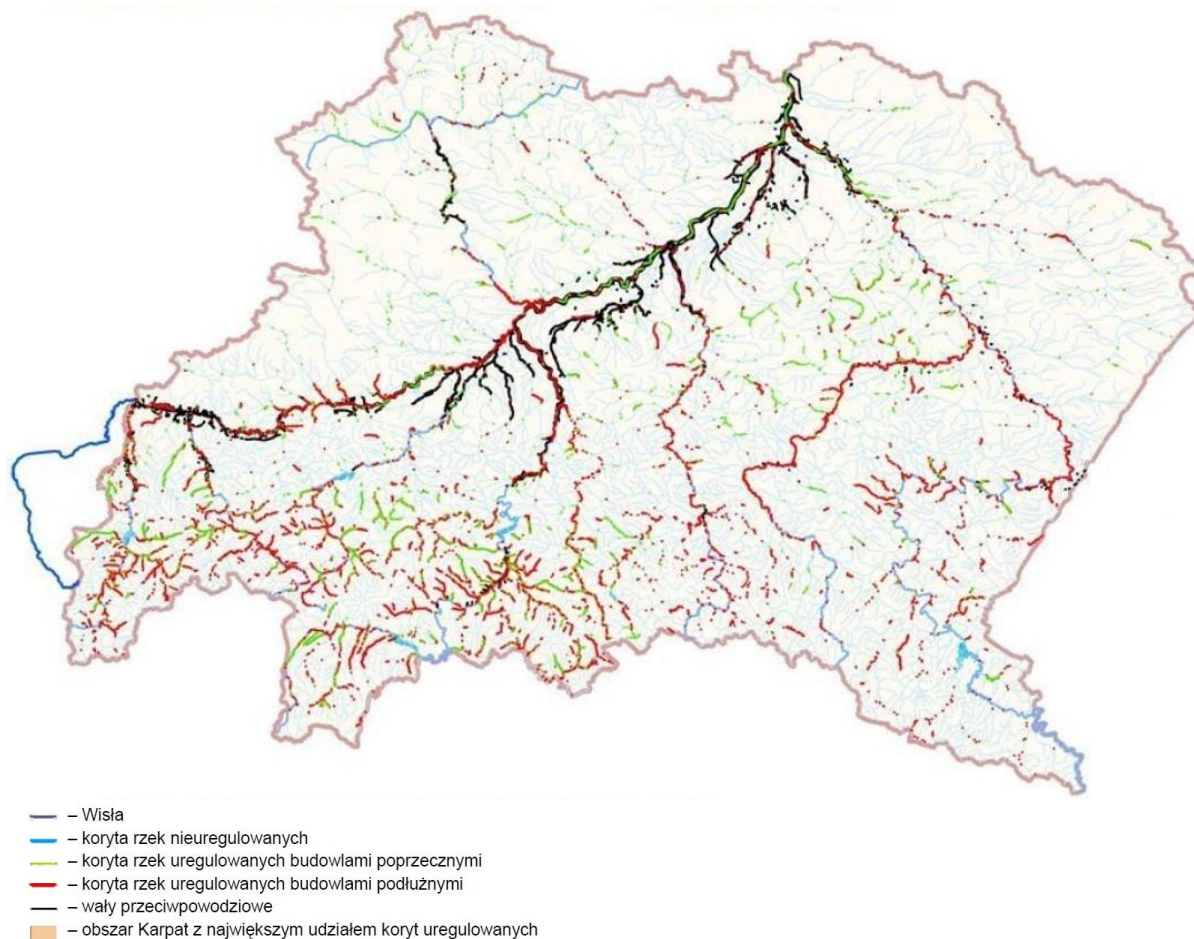 – Wisła
– koryta rzek nieuregulowanych
– koryta rzek uregulowanych budowlami poprzecznymi
– koryta rzek uregulowanych budowlami podłużnymi
– wały przeciwpowodziowe
– obszar Karpat z największym udziałem koryt uregulowanych